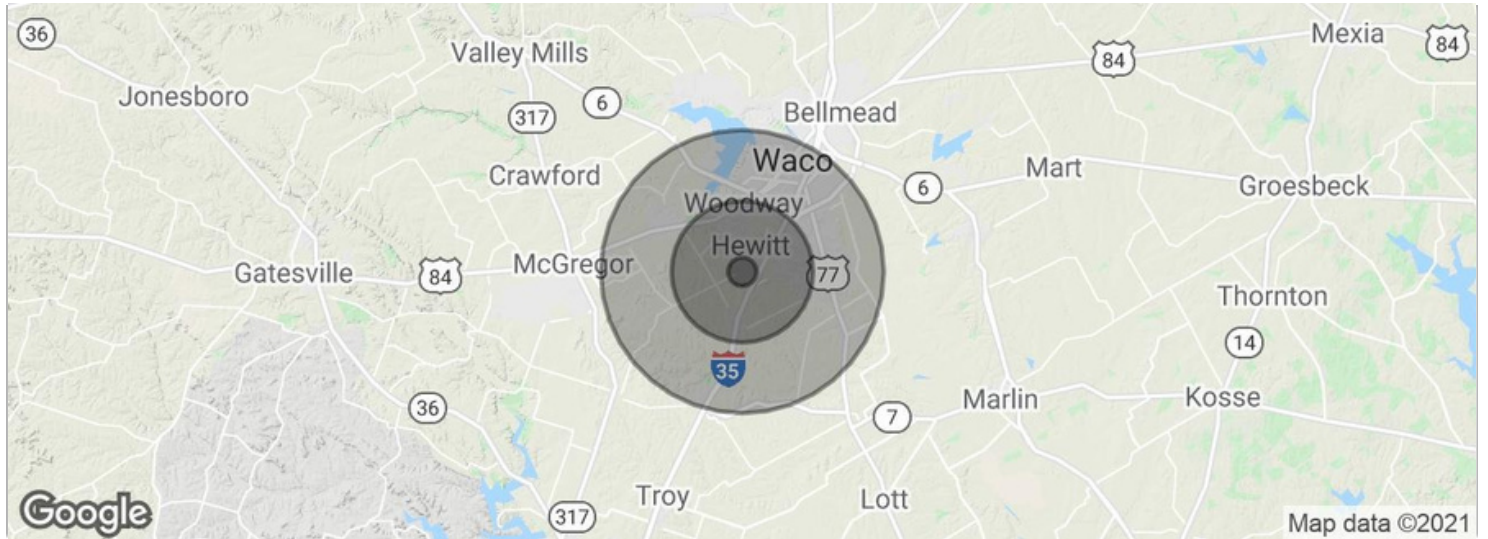 36
Mexia
84
Valley Mills
84
Jonesboro
6
317
Bellmead
Waco
Crawford
Mart
6
Groesbeck
Woodway
Hewitt
McGregor
Gatesville
84
77
Thornton
14
35
Marlin
Kosse
36
7
Troy
Lott
317
Google
Map data ©2021